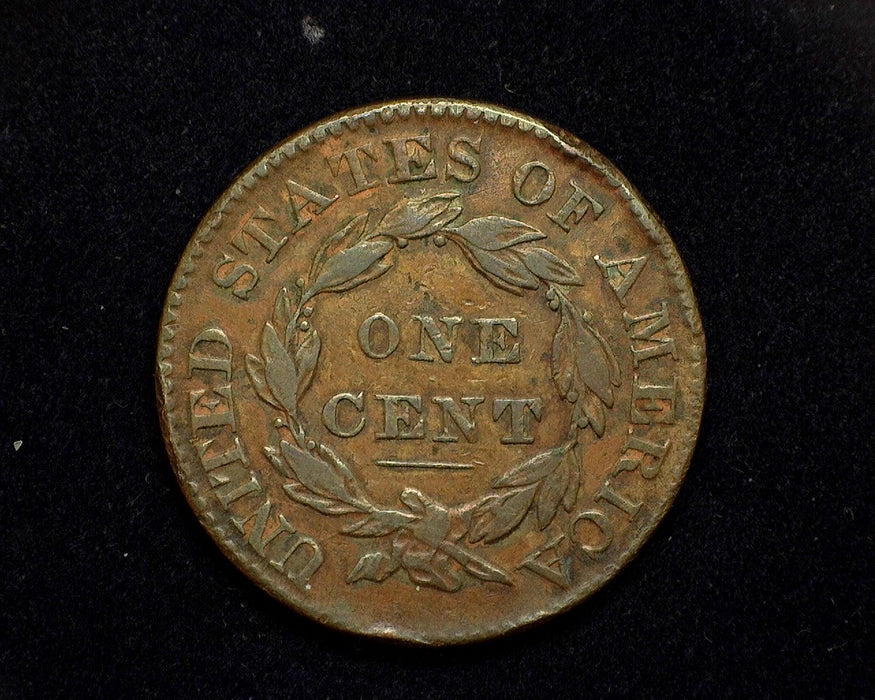 UNITED STATES OF AMERICA
ONE
CENT